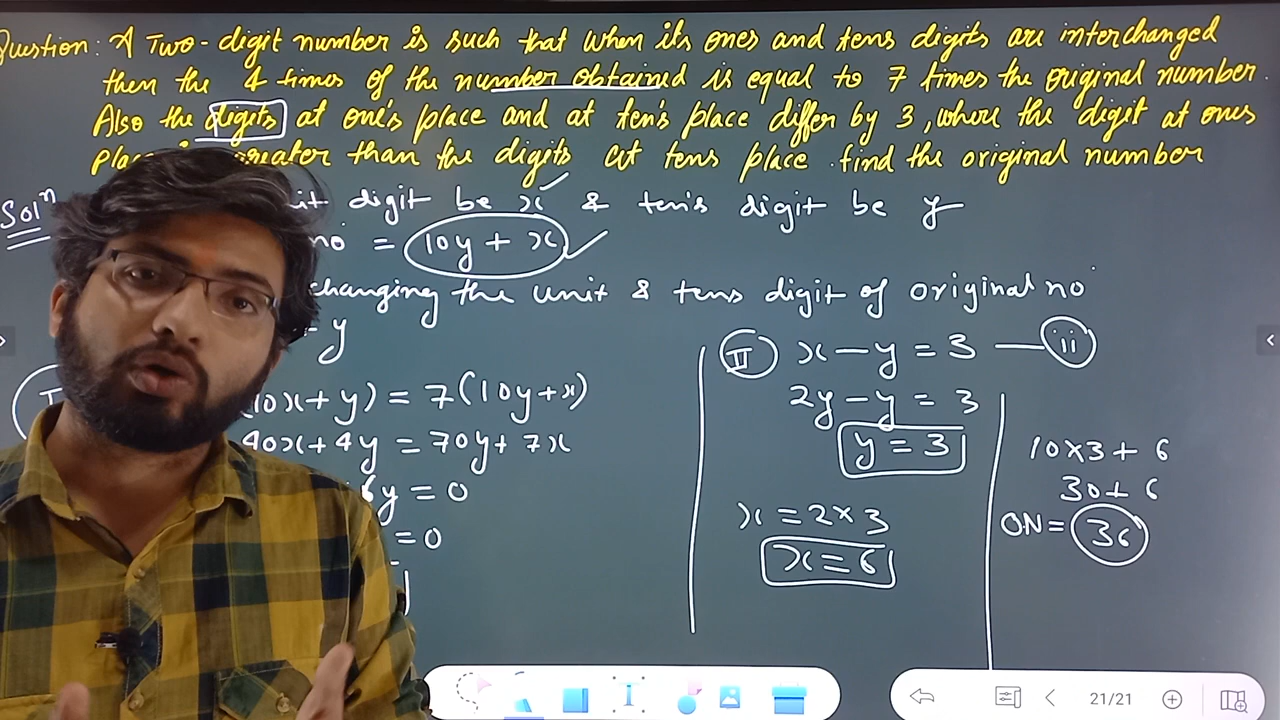 Question: A Two-digit number is such that when its ones and tens digits are interchanged
then the 4 times of the number obtained is equal to 7 times the original number.
Also the digits at one's place and at ten's place differ by 3, where the digit at ones
greater than the digits at tens place. find the original number
Solⁿ
digit be x & ten's digit be y
no = 10y + x
changing the unit & tens digit of original no
y
10x + y) = 7(10y + x)
40x + 4y = 70y + 7x
6y = 0
= 0
II x - y = 3 — ii
2y - y = 3
y = 3
x = 2 × 3
x = 6
10×3 + 6
30 + 6
ON = 36
21/21